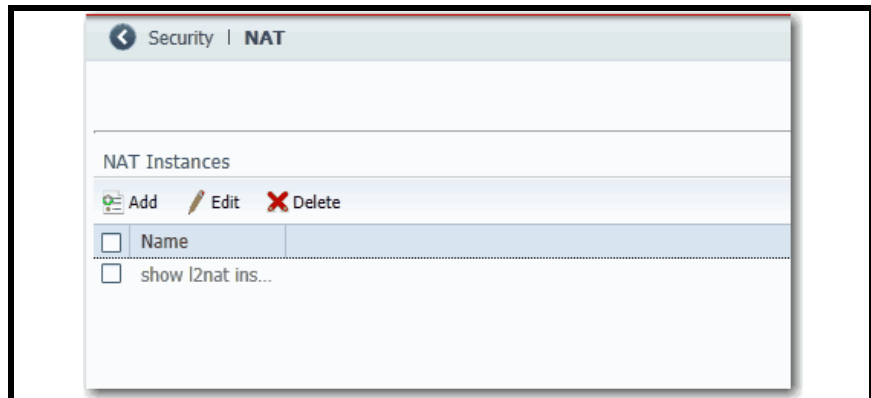 Security | NAT
NAT Instances
Add Edit Delete
Name
show l2nat ins...